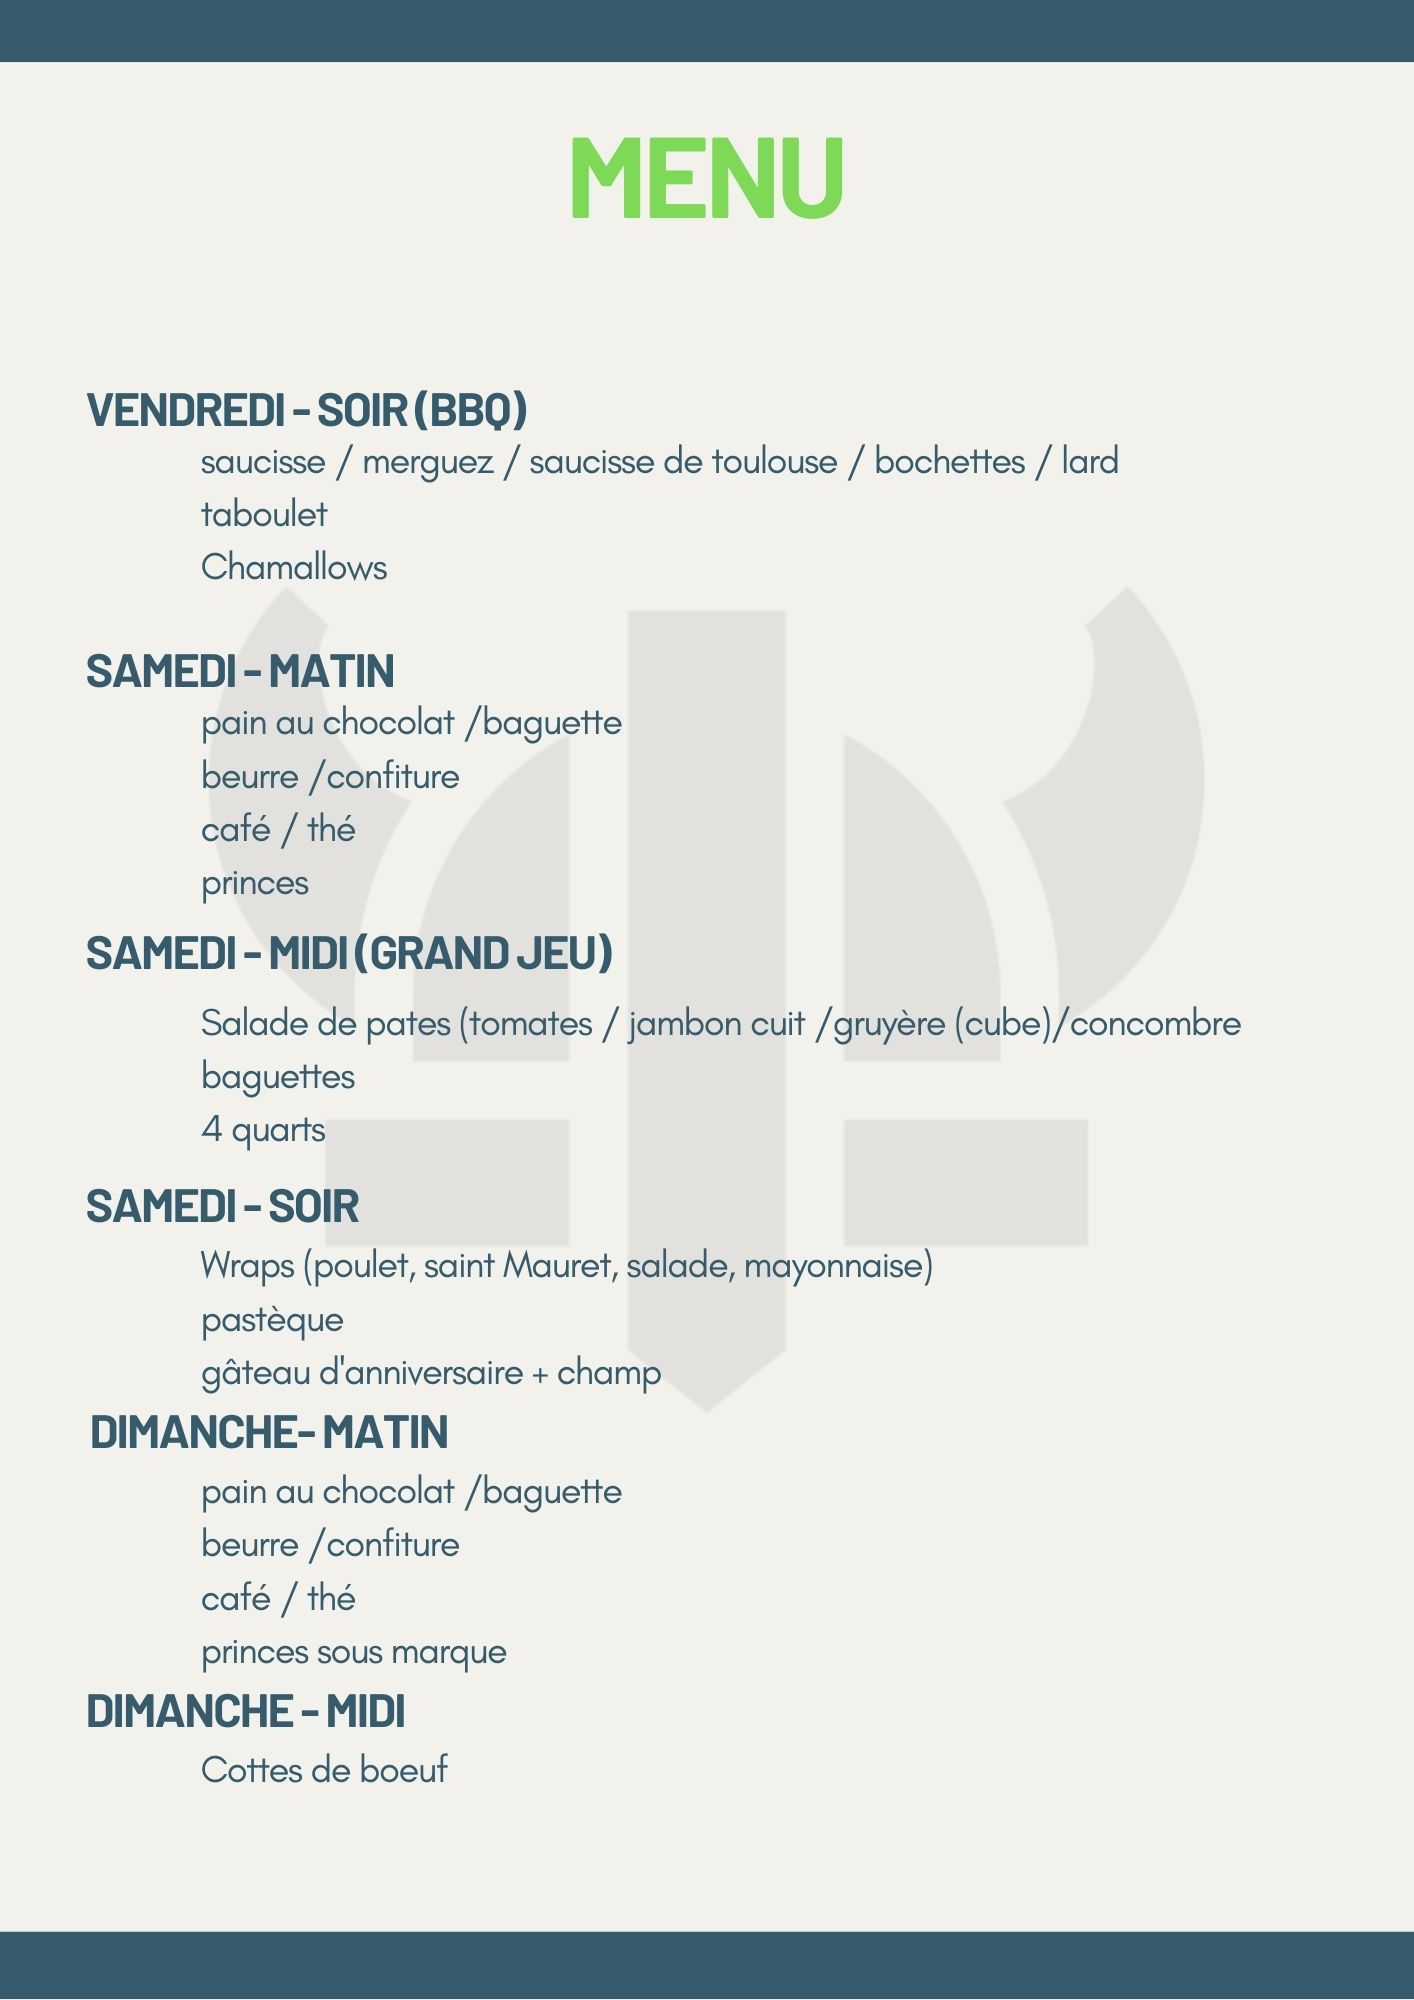 MENU
VENDREDI - SOIR (BBQ)
saucisse / merguez / saucisse de toulouse / bochettes / lard
taboulet
Chamallows
SAMEDI - MATIN
pain au chocolat /baguette
beurre /confiture
café / thé
princes
SAMEDI - MIDI (GRAND JEU)
Salade de pates (tomates / jambon cuit /gruyère (cube)/concombre
baguettes
4 quarts
SAMEDI - SOIR
Wraps (poulet, saint Mauret, salade, mayonnaise)
pastèque
gâteau d'anniversaire + champ
DIMANCHE- MATIN
pain au chocolat /baguette
beurre /confiture
café / thé
princes sous marque
DIMANCHE - MIDI
Cottes de boeuf